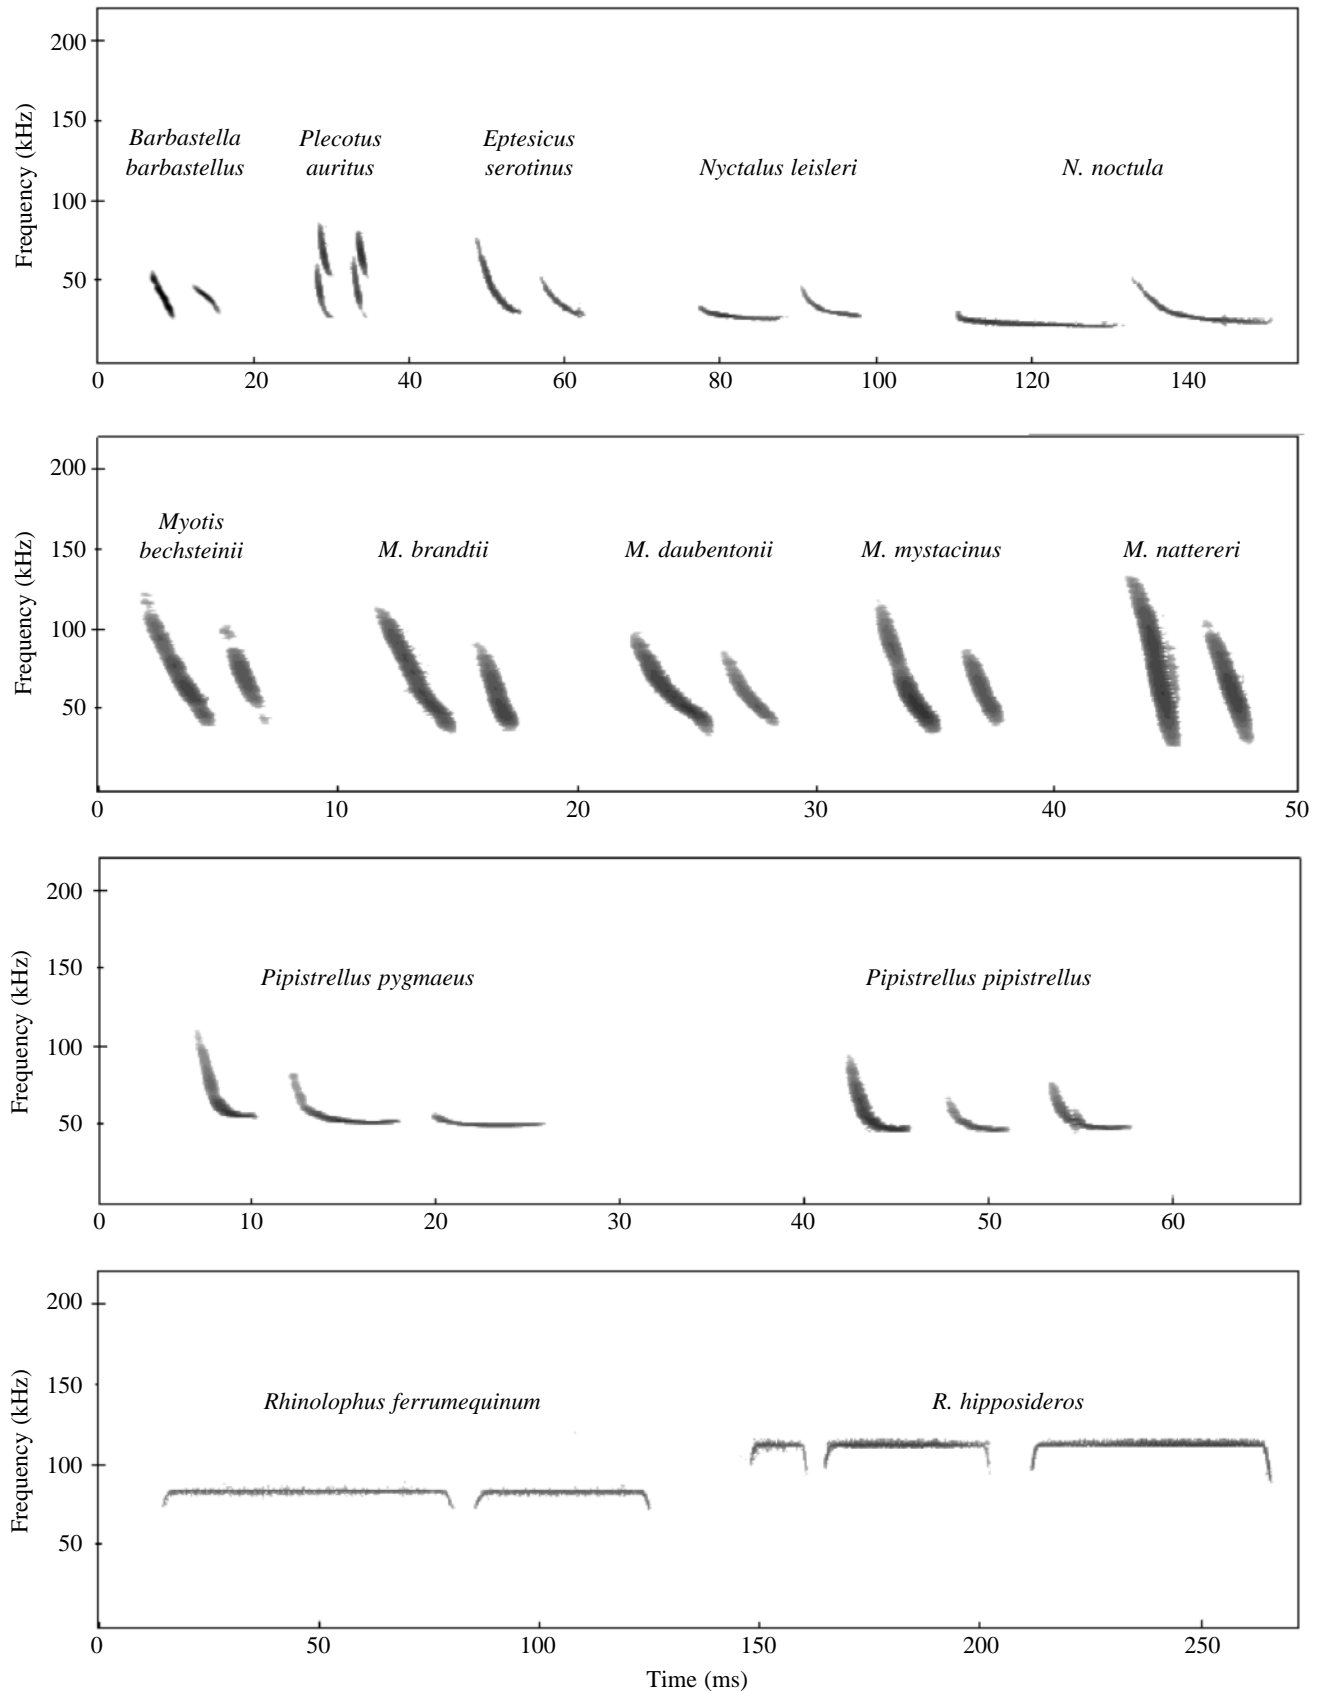 200
150
100
50
Frequency (kHz)
Barbastella
barbastellus
Plecotus
auritus
Eptesicus
serotinus
Nyctalus leisleri
N. noctula
0 20 40 60 80 100 120 140
200
150
100
50
Frequency (kHz)
Myotis
bechsteinii
M. brandtii
M. daubentonii
M. mystacinus
M. nattereri
0 10 20 30 40 50
200
150
100
50
Frequency (kHz)
Pipistrellus pygmaeus
Pipistrellus pipistrellus
0 10 20 30 40 50 60
200
150
100
50
Frequency (kHz)
Rhinolophus ferrumequinum
R. hipposideros
0 50 100 150 200 250
Time (ms)